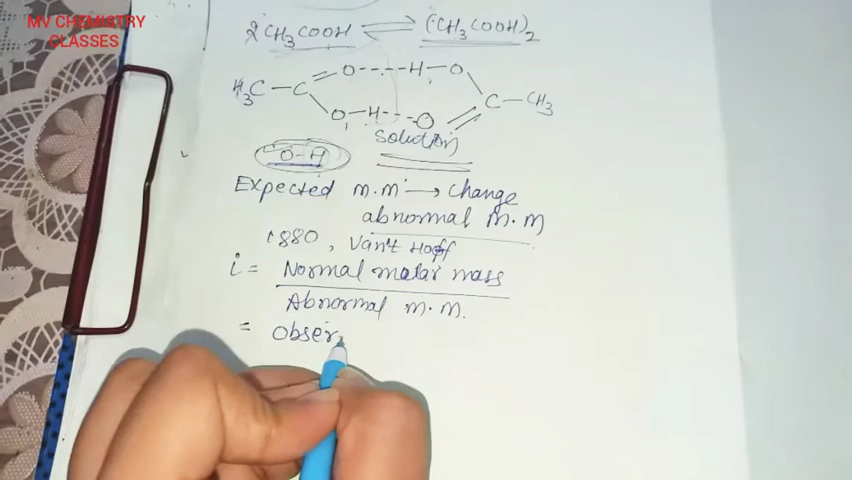 MV CHEMISTRY
CLASSES
2CH3COOH ⇌ (CH3COOH)2
H3C — C = O ---- H — O
C — CH3
O — H ---- O
solution
O-H
Expected m.m → change
abnormal m.m
1880, Van't Hoff
i = Normal molar mass
Abnormal m.m.
= Obser